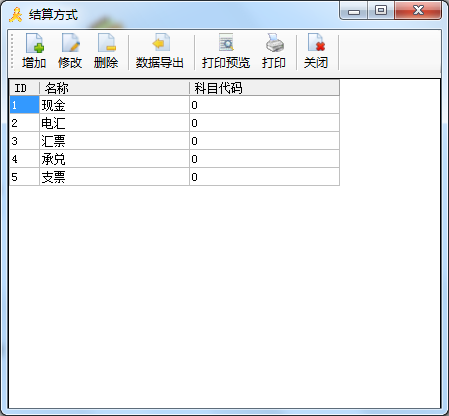 结算方式
增加 修改 删除 数据导出 打印预览 打印 关闭
ID 名称 科目代码
1 现金 0
2 电汇 0
3 汇票 0
4 承兑 0
5 支票 0